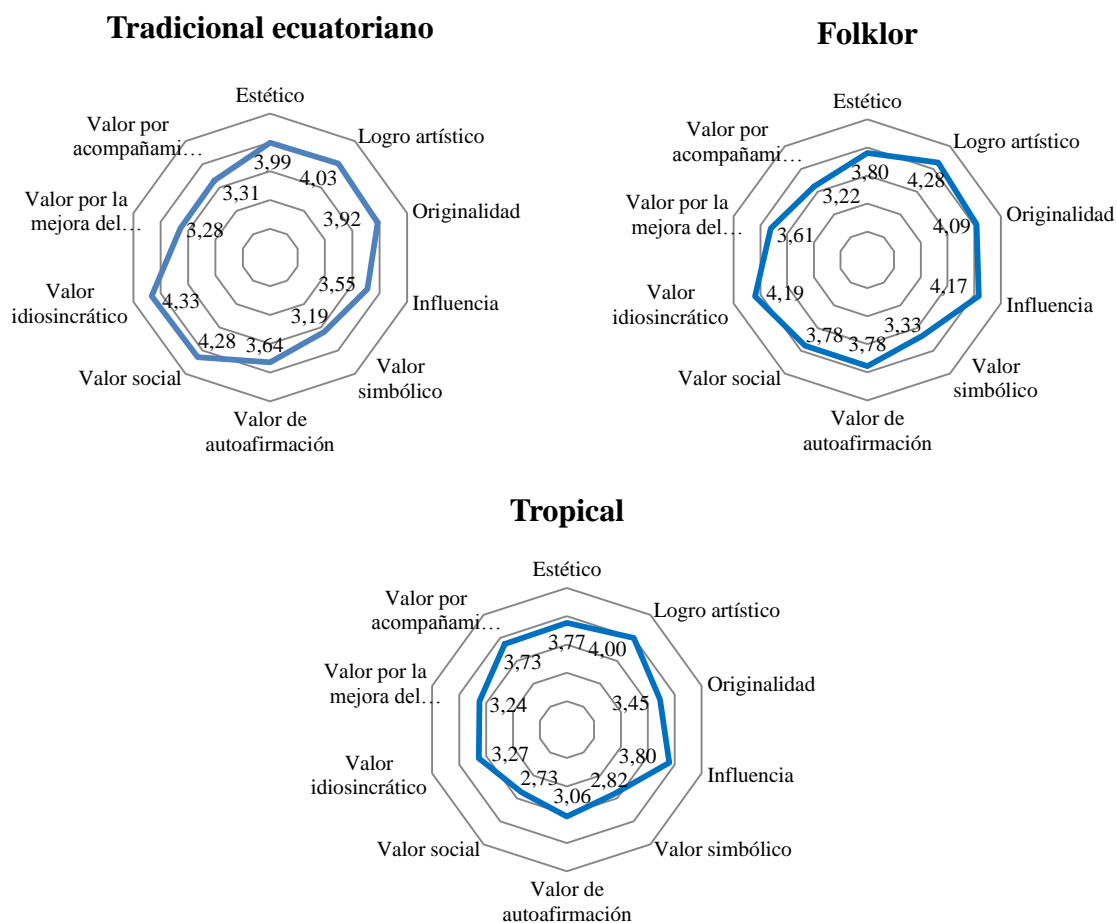 Tradicional ecuatoriano
Estético
Logro artístico
Originalidad
Influencia
Valor
simbólico
Valor de
autoafirmación
Valor social
Valor
idiosincrático
Valor por la
mejora del…
Valor por
acompañami…
3,99
4,03
3,92
3,55
3,19
3,64
4,28
4,33
3,28
3,31
Folklor
Estético
Logro artístico
Originalidad
Influencia
Valor
simbólico
Valor de
autoafirmación
Valor social
Valor
idiosincrático
Valor por la
mejora del…
Valor por
acompañami…
3,80
4,28
4,09
4,17
3,33
3,78
3,78
4,19
3,61
3,22
Tropical
Estético
Logro artístico
Originalidad
Influencia
Valor simbólico
Valor de
autoafirmación
Valor social
Valor
idiosincrático
Valor por la
mejora del…
Valor por
acompañami…
3,77
4,00
3,45
3,80
2,82
3,06
2,73
3,27
3,24
3,73